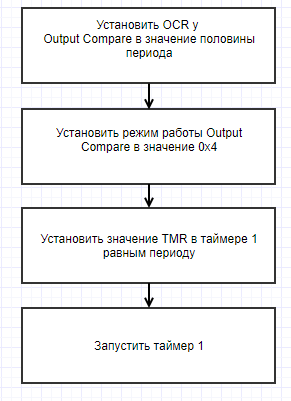 Установить OCR у
Output Compare в значение половины
периода
Установить режим работы Output
Compare в значение 0x4
Установить значение TMR в таймере 1
равным периоду
Запустить таймер 1